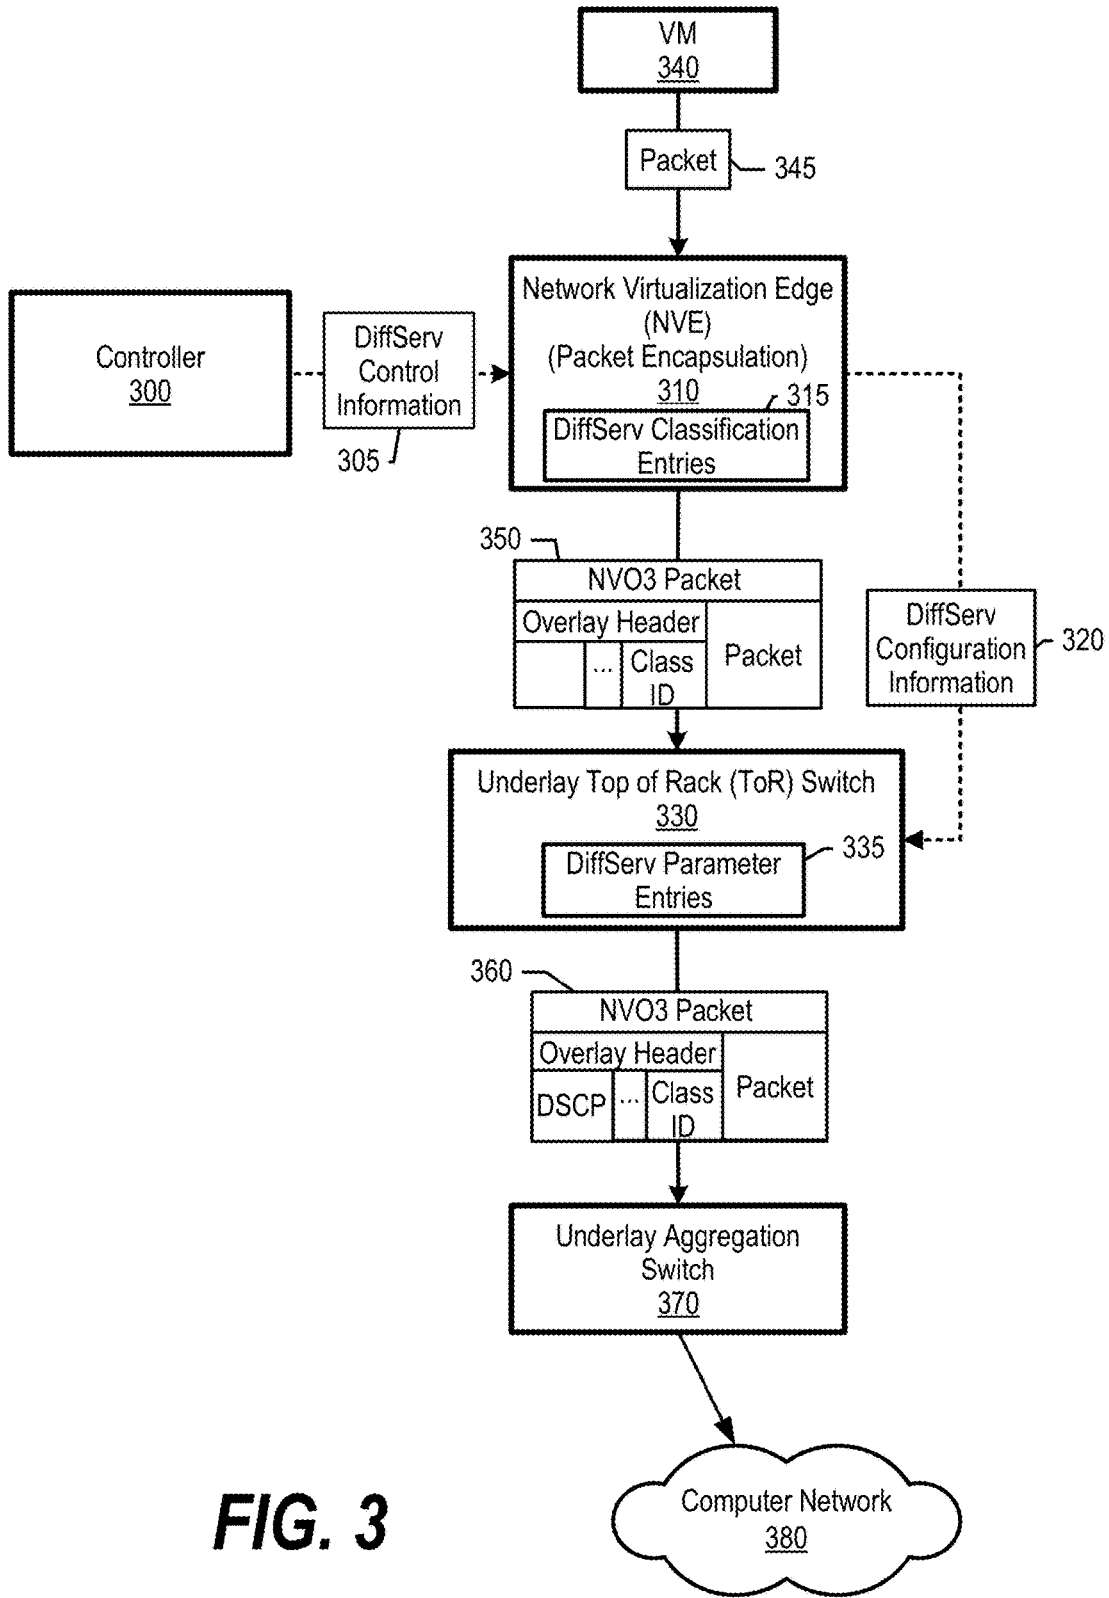 VM
340
Packet
345
Network Virtualization Edge
(NVE)
(Packet Encapsulation)
310
315
DiffServ Classification
Entries
Controller
300
DiffServ
Control
Information
305
350
NVO3 Packet
Overlay Header
... Class
ID
Packet
DiffServ
Configuration
Information
320
Underlay Top of Rack (ToR) Switch
330
335
DiffServ Parameter
Entries
360
NVO3 Packet
Overlay Header
DSCP ... Class
ID
Packet
Underlay Aggregation
Switch
370
Computer Network
380
FIG. 3